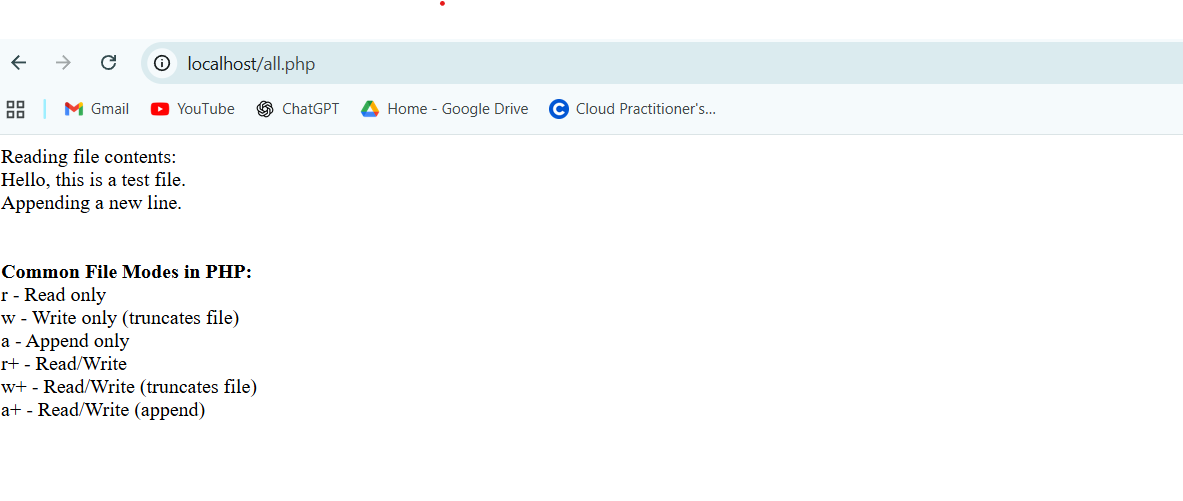 localhost/all.php
Gmail YouTube ChatGPT Home - Google Drive Cloud Practitioner's...
Reading file contents:
Hello, this is a test file.
Appending a new line.
Common File Modes in PHP:
r - Read only
w - Write only (truncates file)
a - Append only
r+ - Read/Write
w+ - Read/Write (truncates file)
a+ - Read/Write (append)